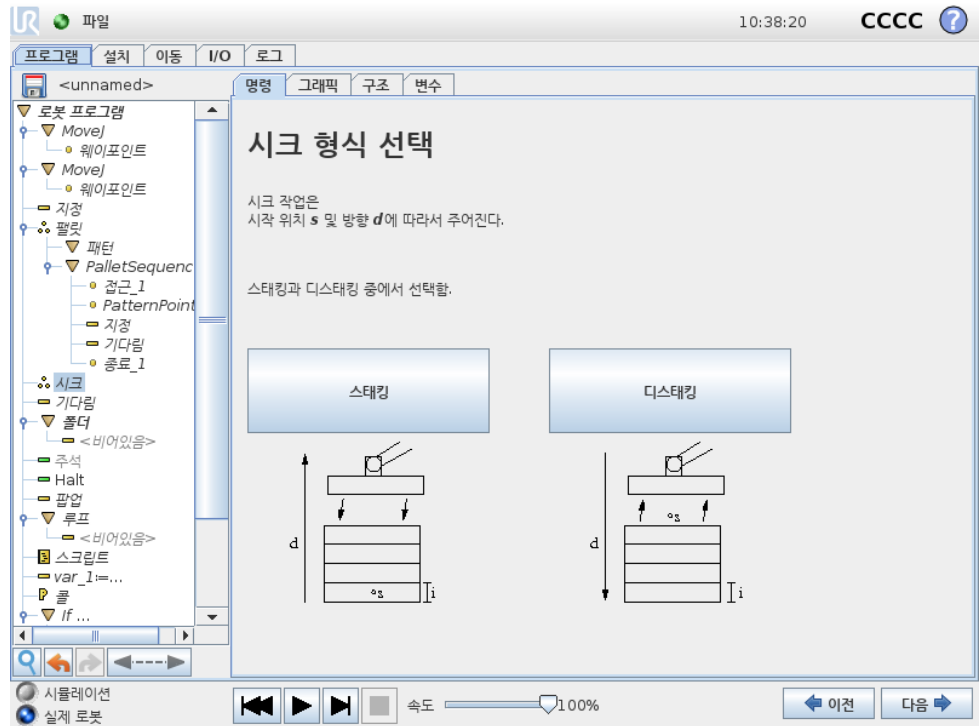 UR 파일 10:38:20 CCCC ?
프로그램 설치 이동 I/O 로그
<unnamed>
명령 그래픽 구조 변수
로봇 프로그램
MoveJ
웨이포인트
MoveJ
웨이포인트
지정
팰릿
패턴
PalletSequenc
접근_1
PatternPoint
지정
기다림
종료_1
시크
기다림
폴더
<비어있음>
주석
Halt
팝업
루프
<비어있음>
스크립트
var_1:=...
콜
If ...
시크 형식 선택
시크 작업은
시작 위치 s 및 방향 d에 따라서 주어진다.
스태킹과 디스태킹 중에서 선택함.
스태킹 디스태킹
d s i
d s i
시뮬레이션
실제 로봇
속도 100%
이전 다음